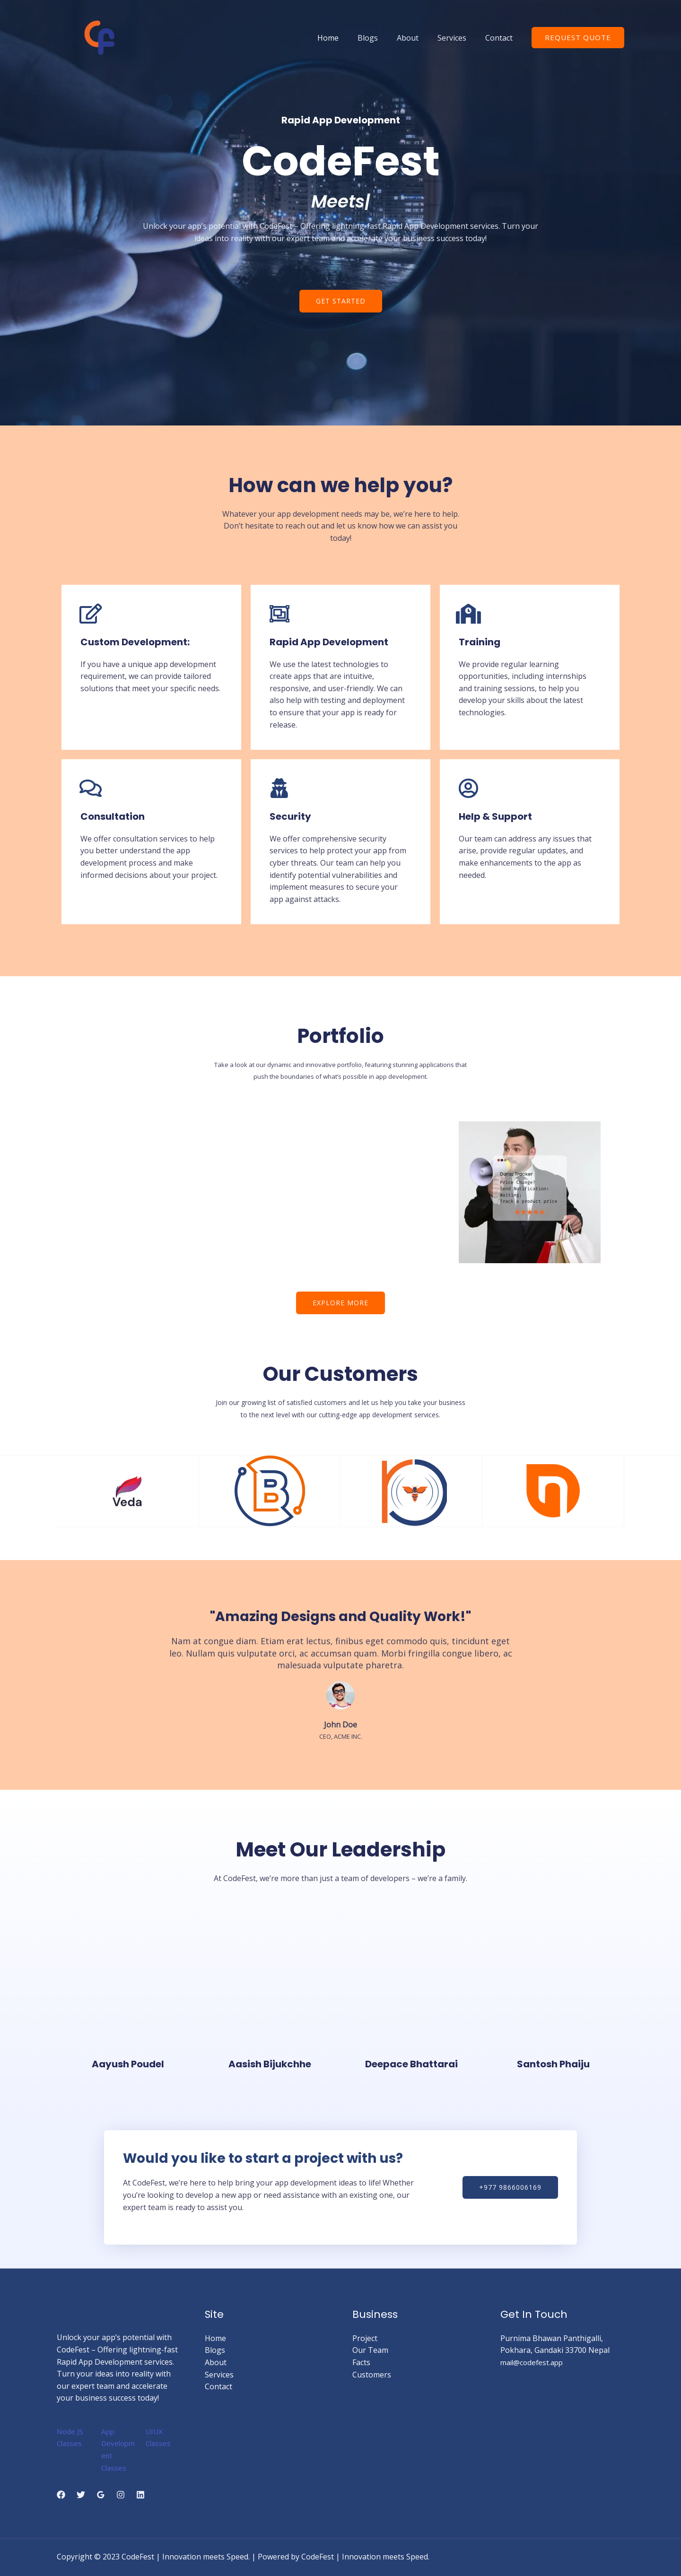 Home
Blogs
About
Services
Contact
REQUEST QUOTE
Rapid App Development
CodeFest
Meets|
Unlock your app's potential with CodeFest – Offering lightning-fast Rapid App Development services. Turn your
ideas into reality with our expert team and accelerate your business success today!
GET STARTED
How can we help you?
Whatever your app development needs may be, we're here to help.
Don't hesitate to reach out and let us know how we can assist you
today!
Custom Development:
If you have a unique app development
requirement, we can provide tailored
solutions that meet your specific needs.
Rapid App Development
We use the latest technologies to
create apps that are intuitive,
responsive, and user-friendly. We can
also help with testing and deployment
to ensure that your app is ready for
release.
Training
We provide regular learning
opportunities, including internships
and training sessions, to help you
develop your skills about the latest
technologies.
Consultation
We offer consultation services to help
you better understand the app
development process and make
informed decisions about your project.
Security
We offer comprehensive security
services to help protect your app from
cyber threats. Our team can help you
identify potential vulnerabilities and
implement measures to secure your
app against attacks.
Help & Support
Our team can address any issues that
arise, provide regular updates, and
make enhancements to the app as
needed.
Portfolio
Take a look at our dynamic and innovative portfolio, featuring stunning applications that
push the boundaries of what's possible in app development.
Price Change?
Send Notification:
Waiting;
Track a product price
EXPLORE MORE
Our Customers
Join our growing list of satisfied customers and let us help you take your business
to the next level with our cutting-edge app development services.
Veda
"Amazing Designs and Quality Work!"
Nam at congue diam. Etiam erat lectus, finibus eget commodo quis, tincidunt eget
leo. Nullam quis vulputate orci, ac accumsan quam. Morbi fringilla congue libero, ac
malesuada vulputate pharetra.
John Doe
CEO, ACME INC.
Meet Our Leadership
At CodeFest, we're more than just a team of developers – we're a family.
Aayush Poudel
Aasish Bijukchhe
Deepace Bhattarai
Santosh Phaiju
Would you like to start a project with us?
At CodeFest, we're here to help bring your app development ideas to life! Whether
you're looking to develop a new app or need assistance with an existing one, our
expert team is ready to assist you.
+977 9866006169
Unlock your app's potential with
CodeFest – Offering lightning-fast
Rapid App Development services.
Turn your ideas into reality with
our expert team and accelerate
your business success today!
Node JS
Classes
App
Developm
ent
Classes
UIUX
Classes
Site
Home
Blogs
About
Services
Contact
Business
Project
Our Team
Facts
Customers
Get In Touch
Purnima Bhawan Panthigalli,
Pokhara, Gandaki 33700 Nepal
mail@codefest.app
Copyright © 2023 CodeFest | Innovation meets Speed. | Powered by CodeFest | Innovation meets Speed.